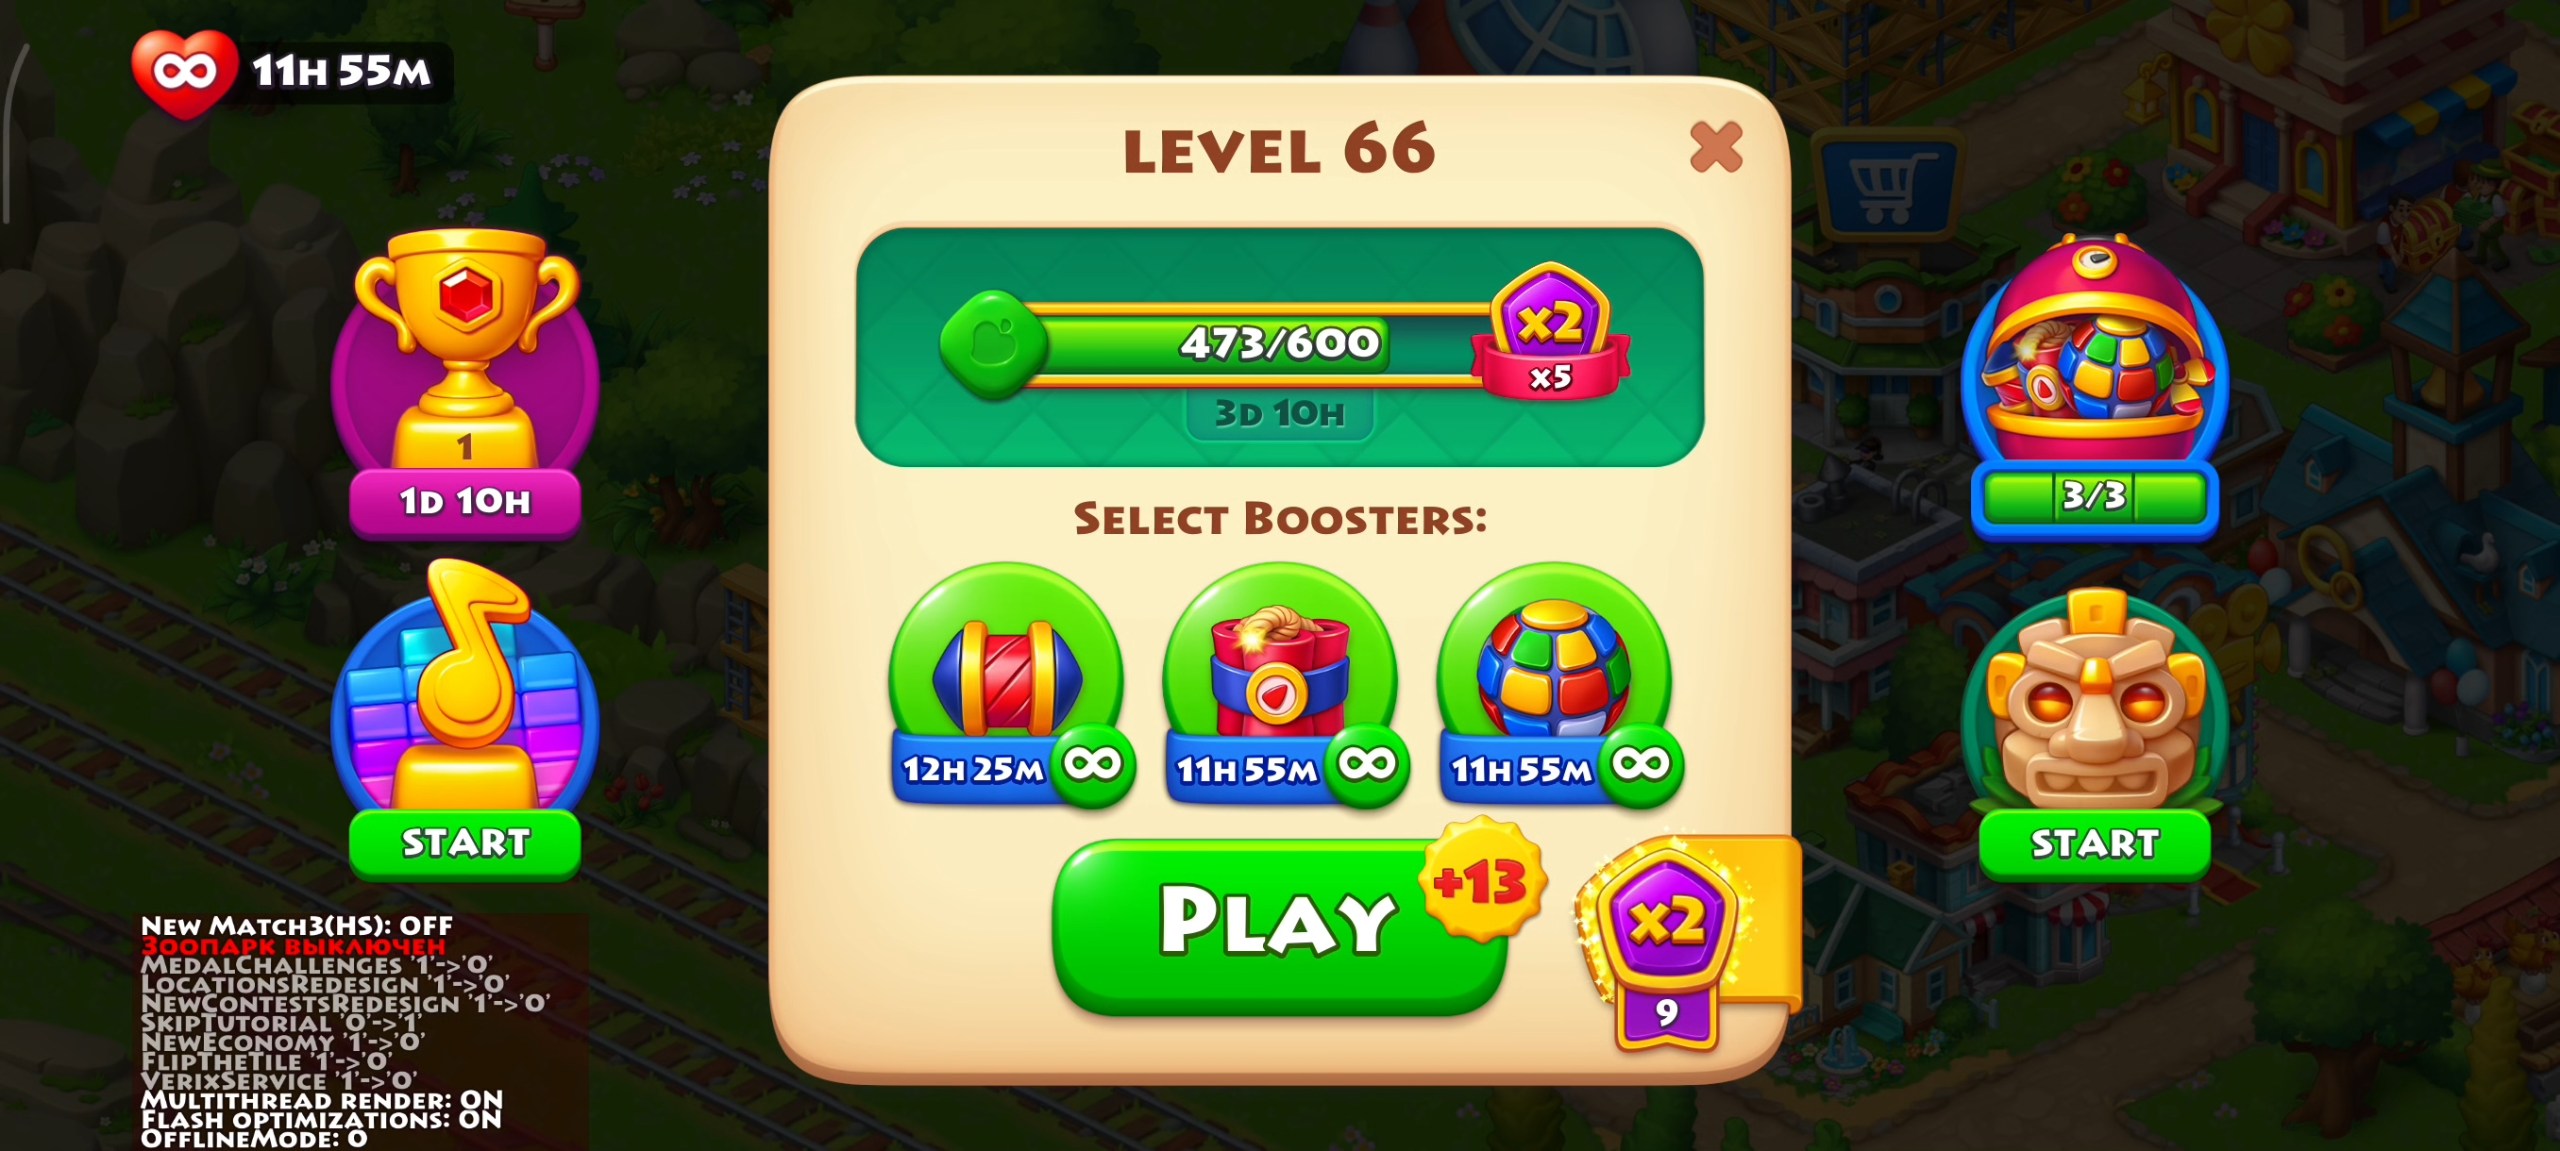 11H 55M
LEVEL 66
473/600
x2
x5
3D 10H
1
1D 10H
3/3
SELECT BOOSTERS:
12H 25M
11H 55M
11H 55M
START
START
PLAY
+13
x2
9
NEW MATCH3(HS): OFF
ЗООПАРК ВЫКЛЮЧЕН
MEDALCHALLENGES '1'->'0'
LOCATIONSREDESIGN '1'->'0'
NEWCONTESTSREDESIGN '1'->'0'
SKIPTUTORIAL '0'->'1'
NEWECONOMY '1'->'0'
FLIPTHETILE '1'->'0'
VERIXSERVICE '1'->'0'
MULTITHREAD RENDER: ON
FLASH OPTIMIZATIONS: ON
OFFLINEMODE: 0